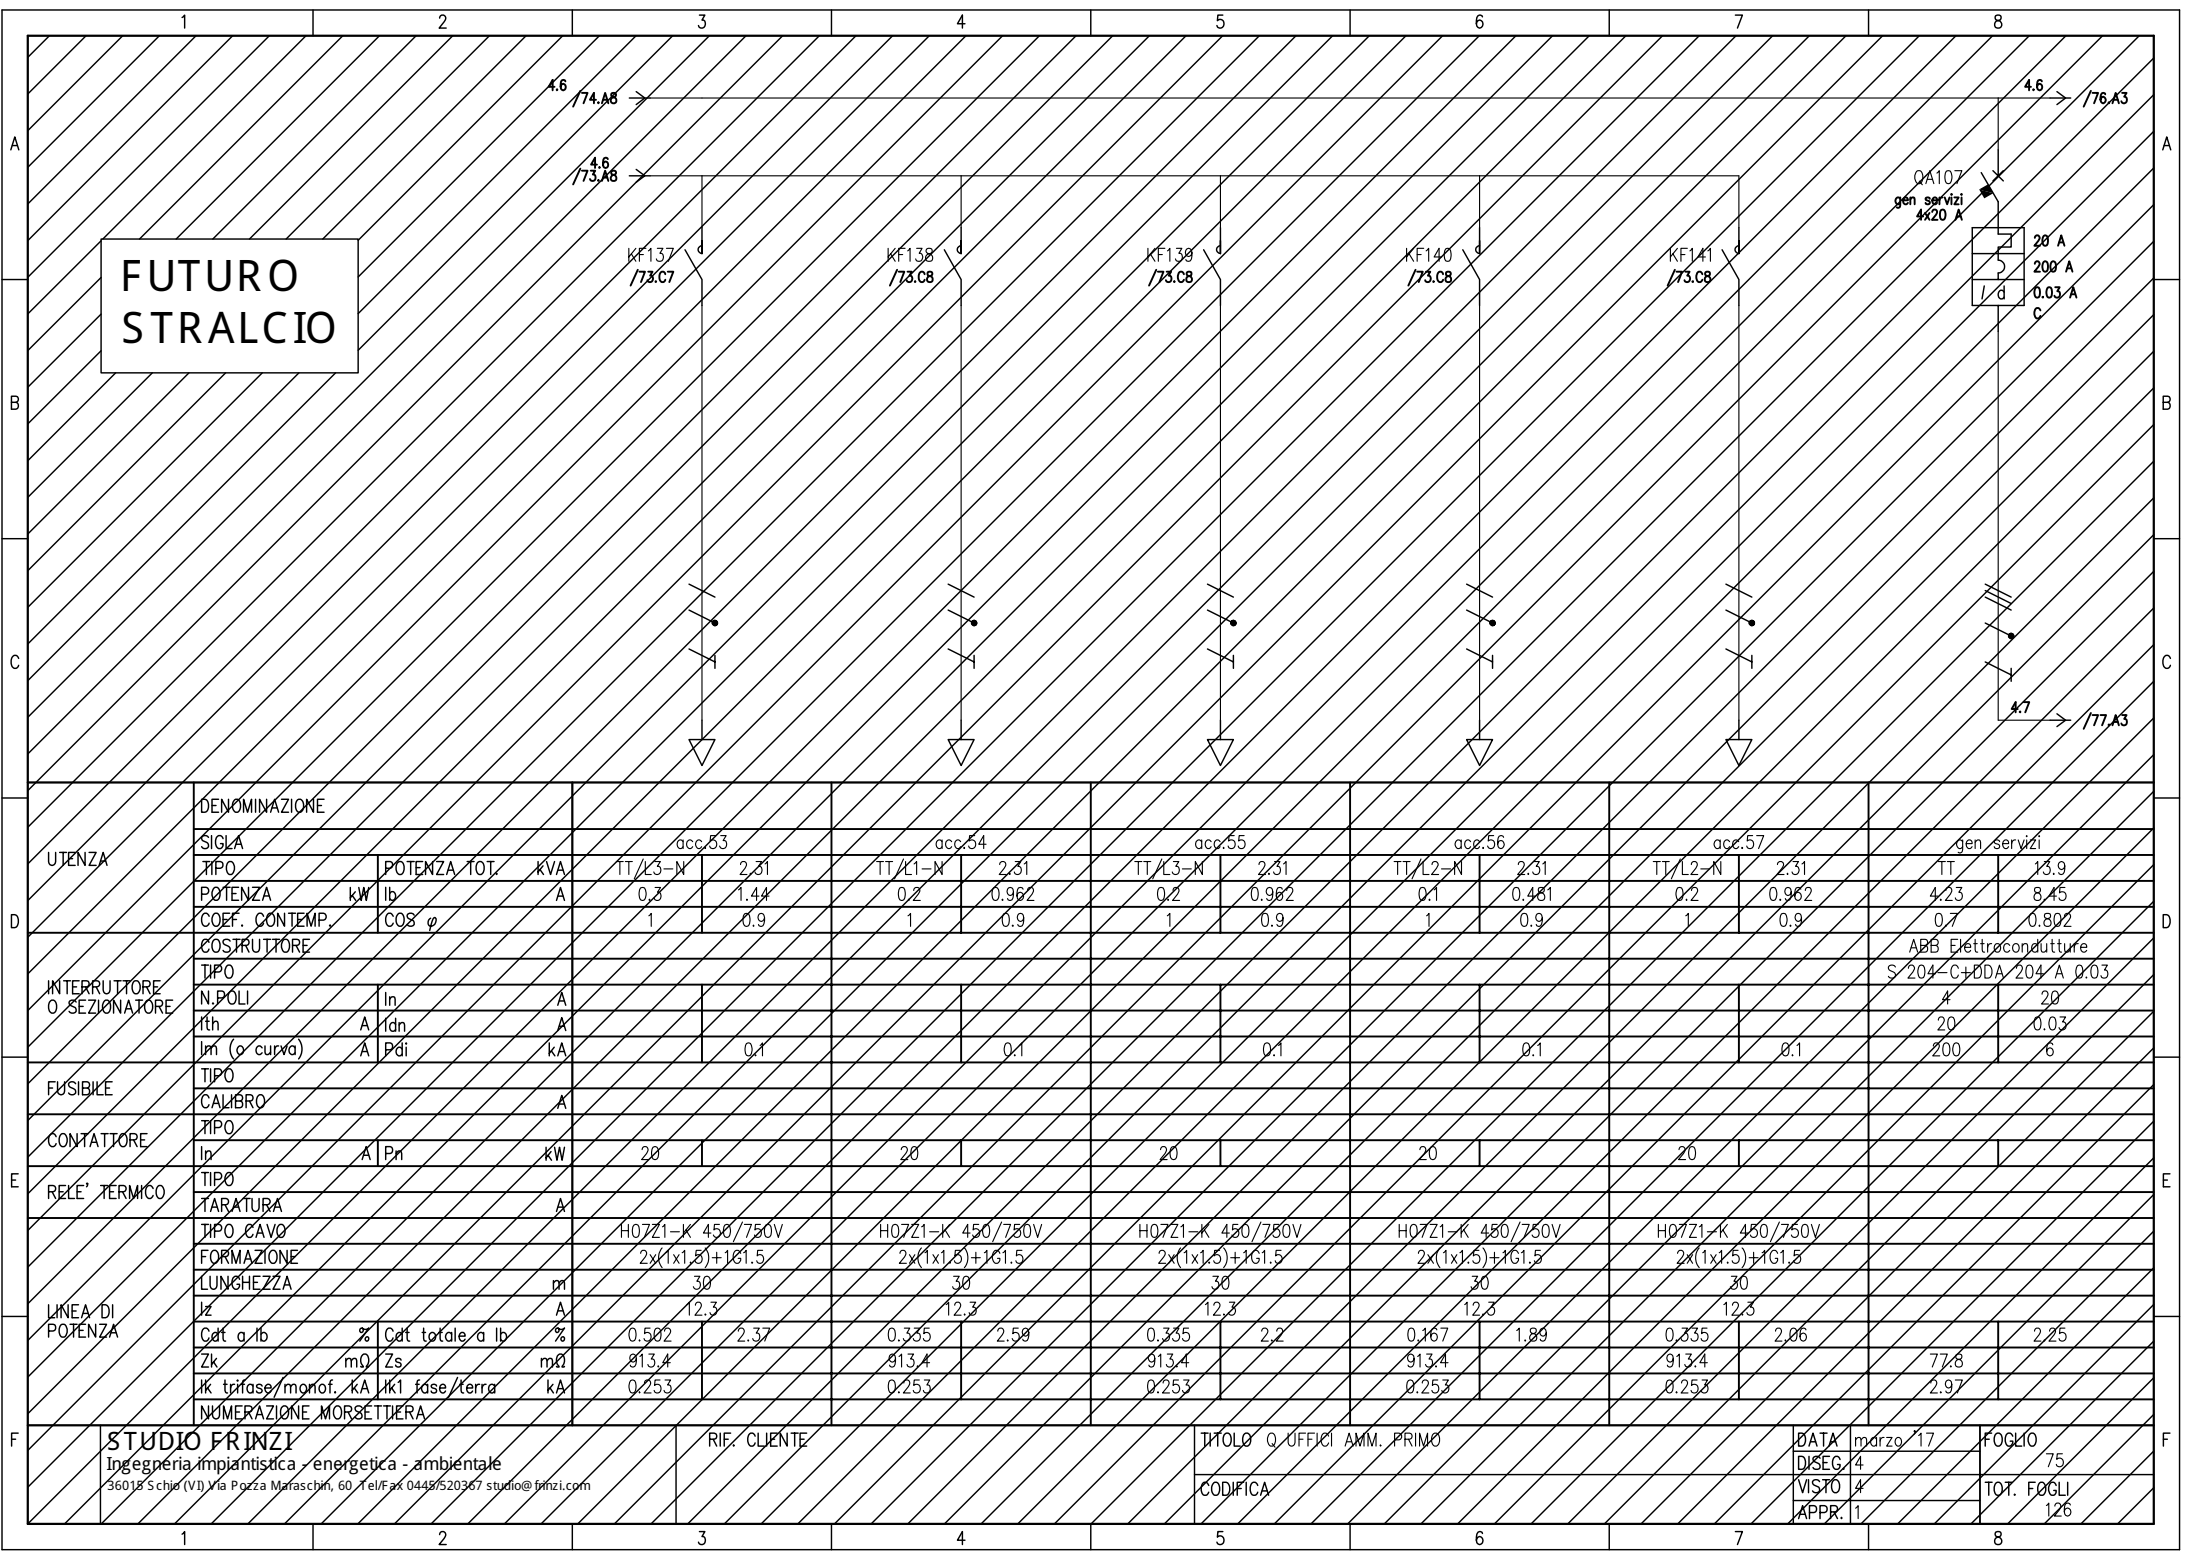 1 2 3 4 5 6 7 8
4.6
/74.A8
4.6
/76.A3
A A
4.6
/73.A8
QA107
gen servizi
4x20 A
KF137
/73.C7
KF138
/73.C8
KF139
/73.C8
KF140
/73.C8
KF141
/73.C8
20 A
200 A
I d 0.03 A
C
FUTURO
STRALCIO
B B
C C
4.7
/77.A3
UTENZA
DENOMINAZIONE
SIGLA acc.53 acc.54 acc.55 acc.56 acc.57 gen servizi
TIPO POTENZA TOT. kVA TT/L3-N 2.31 TT/L1-N 2.31 TT/L3-N 2.31 TT/L2-N 2.31 TT/L2-N 2.31 TT 13.9
POTENZA kW Ib A 0.3 1.44 0.2 0.962 0.2 0.962 0.1 0.481 0.2 0.962 4.23 8.45
COEF. CONTEMP. COS φ 1 0.9 1 0.9 1 0.9 1 0.9 1 0.9 0.7 0.802
D D
INTERRUTTORE
O SEZIONATORE
COSTRUTTORE ABB Elettrocondutture
TIPO S 204-C+DDA 204 A 0.03
N.POLI In A 4 20
Ith A Idn A 20 0.03
Im (o curva) A Pdi kA 0.1 0.1 0.1 0.1 0.1 200 6
FUSIBILE
TIPO
CALIBRO A
CONTATTORE
TIPO
In A Pn kW 20 20 20 20 20
E E
RELE' TERMICO
TIPO
TARATURA A
LINEA DI
POTENZA
TIPO CAVO H07Z1-K 450/750V H07Z1-K 450/750V H07Z1-K 450/750V H07Z1-K 450/750V H07Z1-K 450/750V
FORMAZIONE 2x(1x1.5)+1G1.5 2x(1x1.5)+1G1.5 2x(1x1.5)+1G1.5 2x(1x1.5)+1G1.5 2x(1x1.5)+1G1.5
LUNGHEZZA m 30 30 30 30 30
Iz A 12.3 12.3 12.3 12.3 12.3
Cdt a Ib % Cdt totale a Ib % 0.502 2.37 0.335 2.59 0.335 2.2 0.167 1.89 0.335 2.06 2.25
Zk mΩ Zs mΩ 913.4 913.4 913.4 913.4 913.4 77.8
Ik trifase/monof. kA Ik1 fase/terra kA 0.253 0.253 0.253 0.253 0.253 2.97
NUMERAZIONE MORSETTIERA
F F
STUDIO FRINZI
Ingegneria impiantistica - energetica - ambientale
36015 Schio (VI) Via Pozza Maraschin, 60 Tel/Fax 0445/520367 studio@frinzi.com
RIF. CLIENTE
TITOLO Q UFFICI AMM. PRIMO
CODIFICA
DATA marzo '17
DISEG. 4
VISTO 4
APPR. 1
FOGLIO
75
TOT. FOGLI
126
1 2 3 4 5 6 7 8